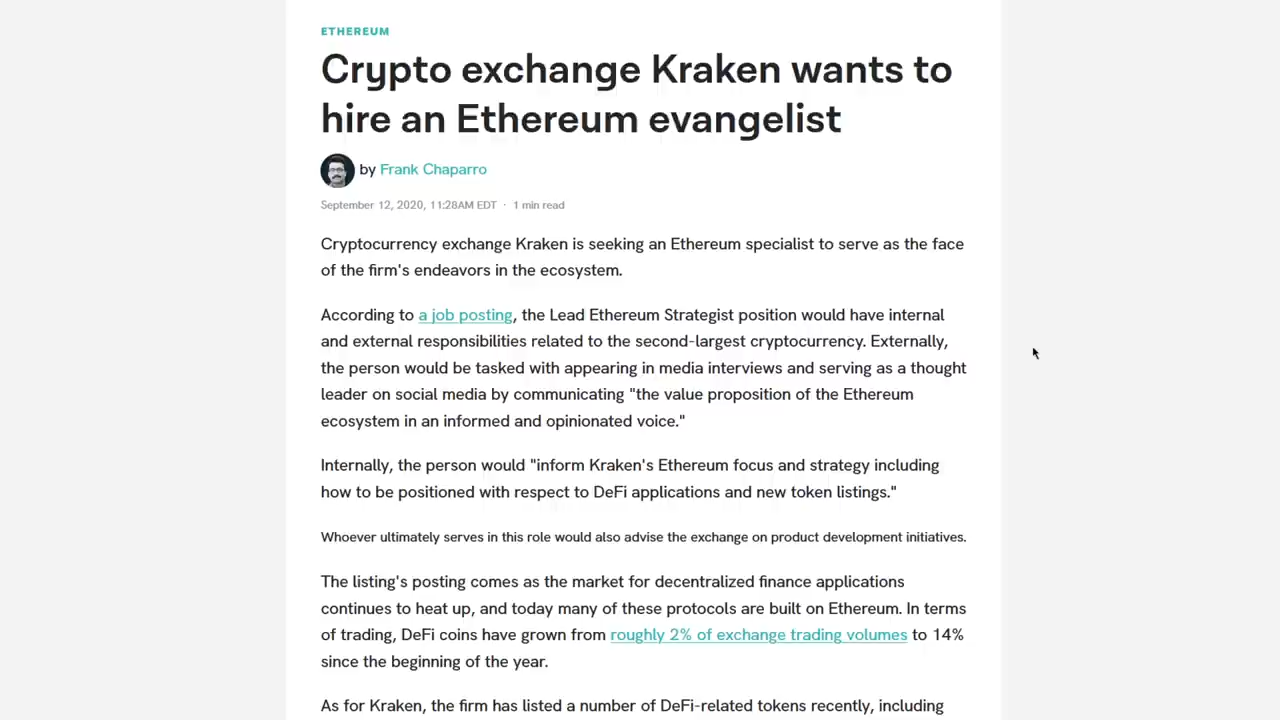 ETHEREUM
Crypto exchange Kraken wants to
hire an Ethereum evangelist
by Frank Chaparro
September 12, 2020, 11:28AM EDT · 1 min read
Cryptocurrency exchange Kraken is seeking an Ethereum specialist to serve as the face
of the firm's endeavors in the ecosystem.
According to a job posting, the Lead Ethereum Strategist position would have internal
and external responsibilities related to the second-largest cryptocurrency. Externally,
the person would be tasked with appearing in media interviews and serving as a thought
leader on social media by communicating "the value proposition of the Ethereum
ecosystem in an informed and opinionated voice."
Internally, the person would "inform Kraken's Ethereum focus and strategy including
how to be positioned with respect to DeFi applications and new token listings."
Whoever ultimately serves in this role would also advise the exchange on product development initiatives.
The listing's posting comes as the market for decentralized finance applications
continues to heat up, and today many of these protocols are built on Ethereum. In terms
of trading, DeFi coins have grown from roughly 2% of exchange trading volumes to 14%
since the beginning of the year.
As for Kraken, the firm has listed a number of DeFi-related tokens recently, including